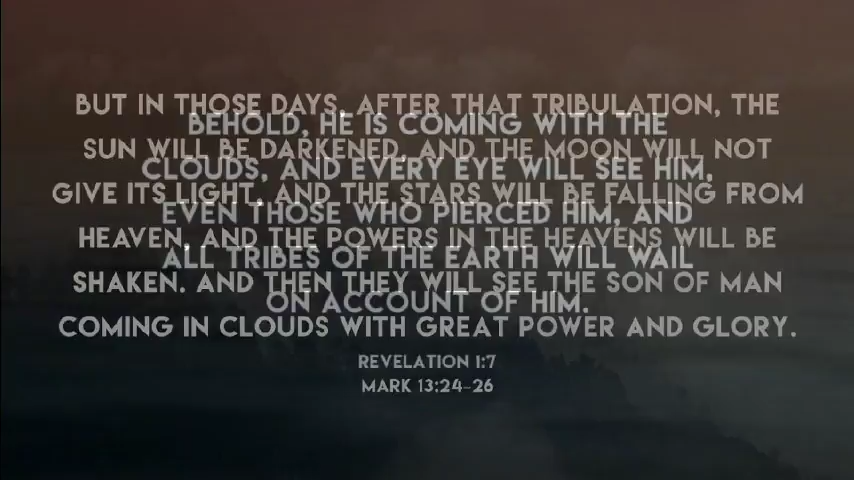 BUT IN THOSE DAYS, AFTER THAT TRIBULATION, THE
BEHOLD, HE IS COMING WITH THE
SUN WILL BE DARKENED, AND THE MOON WILL NOT
CLOUDS, AND EVERY EYE WILL SEE HIM,
GIVE ITS LIGHT, AND THE STARS WILL BE FALLING FROM
EVEN THOSE WHO PIERCED HIM, AND
HEAVEN, AND THE POWERS IN THE HEAVENS WILL BE
ALL TRIBES OF THE EARTH WILL WAIL
SHAKEN. AND THEN THEY WILL SEE THE SON OF MAN
ON ACCOUNT OF HIM.
COMING IN CLOUDS WITH GREAT POWER AND GLORY.
REVELATION 1:7
MARK 13:24-26